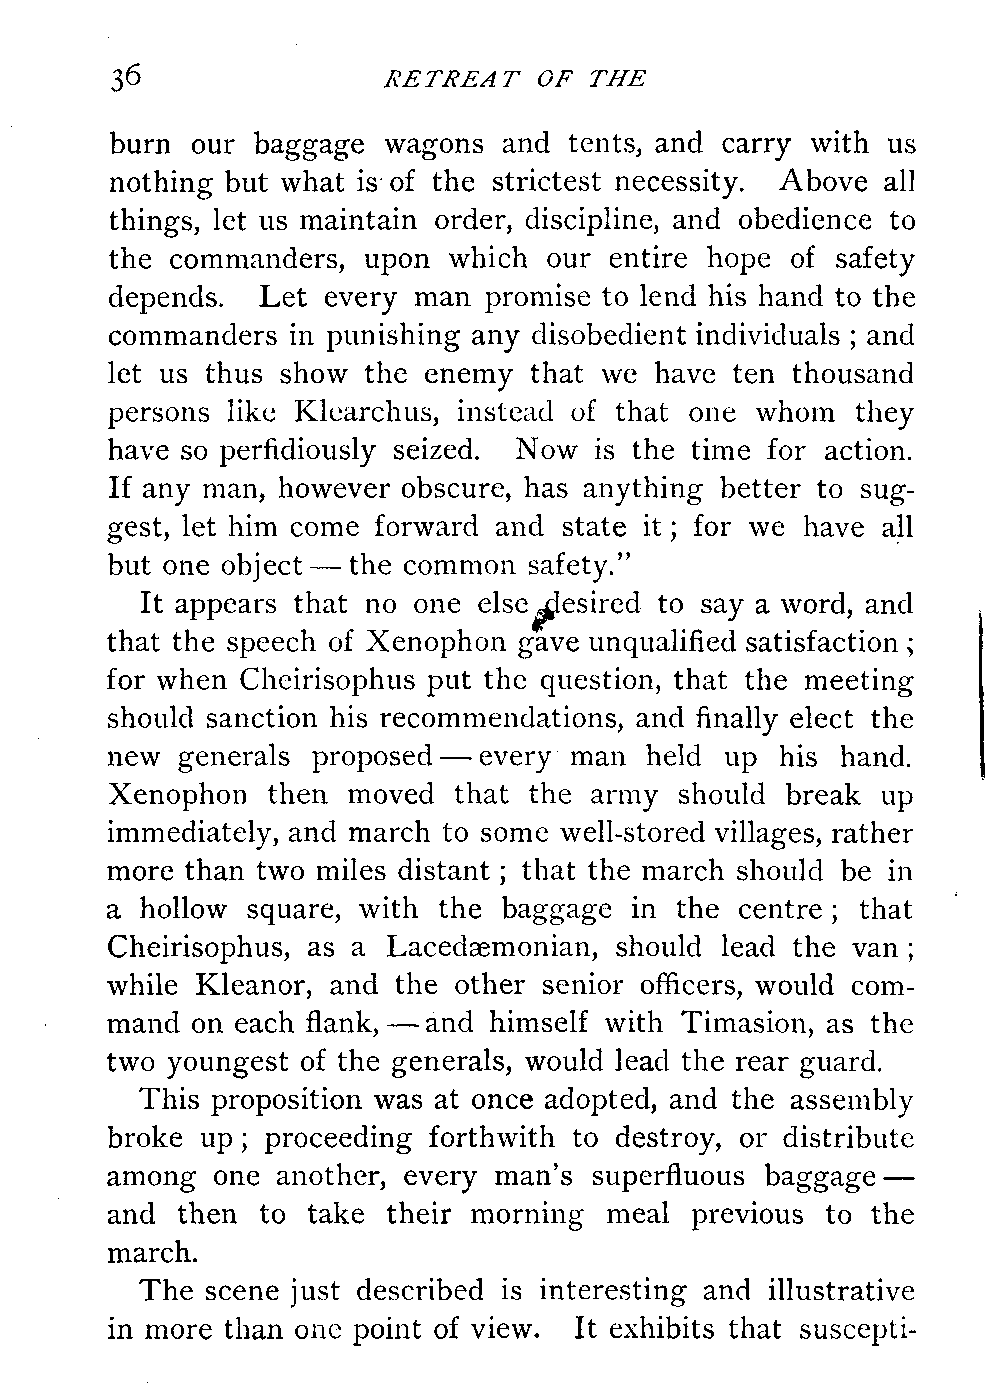 36 RETREAT OF THE
burn our baggage wagons and tents, and carry with us
nothing but what is of the strictest necessity. Above all
things, let us maintain order, discipline, and obedience to
the commanders, upon which our entire hope of safety
depends. Let every man promise to lend his hand to the
commanders in punishing any disobedient individuals ; and
let us thus show the enemy that we have ten thousand
persons like Klearchus, instead of that one whom they
have so perfidiously seized. Now is the time for action.
If any man, however obscure, has anything better to sug-
gest, let him come forward and state it ; for we have all
but one object — the common safety.”
It appears that no one else desired to say a word, and
that the speech of Xenophon gave unqualified satisfaction ;
for when Cheirisophus put the question, that the meeting
should sanction his recommendations, and finally elect the
new generals proposed — every man held up his hand.
Xenophon then moved that the army should break up
immediately, and march to some well-stored villages, rather
more than two miles distant ; that the march should be in
a hollow square, with the baggage in the centre ; that
Cheirisophus, as a Lacedæmonian, should lead the van ;
while Kleanor, and the other senior officers, would com-
mand on each flank, — and himself with Timasion, as the
two youngest of the generals, would lead the rear guard.
This proposition was at once adopted, and the assembly
broke up ; proceeding forthwith to destroy, or distribute
among one another, every man’s superfluous baggage —
and then to take their morning meal previous to the
march.
The scene just described is interesting and illustrative
in more than one point of view. It exhibits that suscepti-